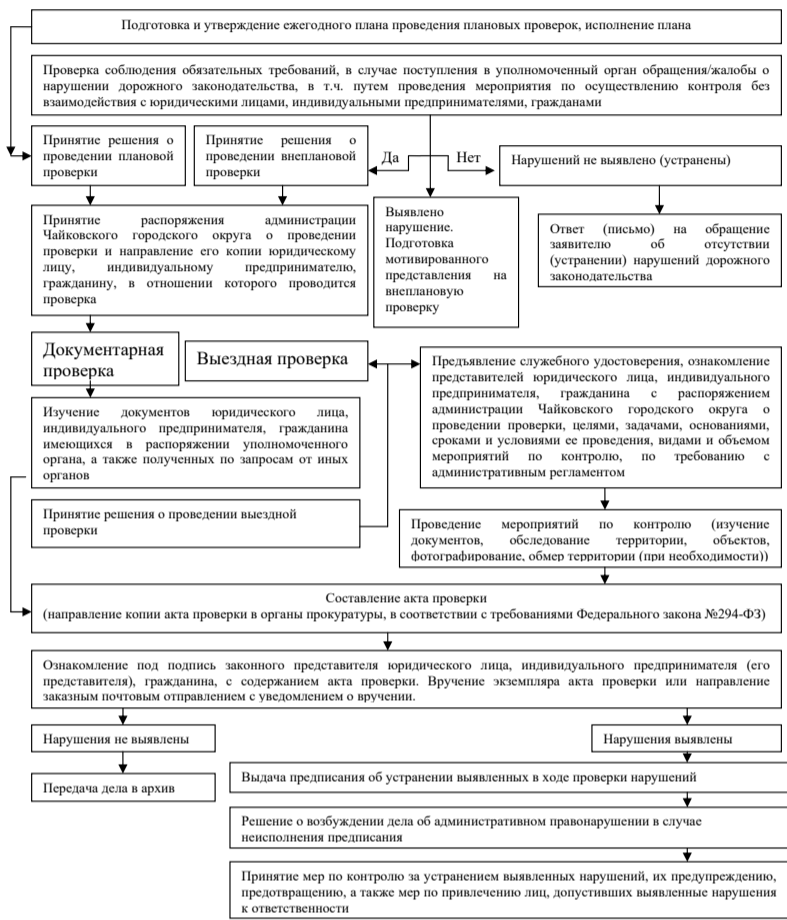 Подготовка и утверждение ежегодного плана проведения плановых проверок, исполнение плана
Проверка соблюдения обязательных требований, в случае поступления в уполномоченный орган обращения/жалобы о
нарушении дорожного законодательства, в т.ч. путем проведения мероприятия по осуществлению контроля без
взаимодействия с юридическими лицами, индивидуальными предпринимателями, гражданами
Принятие решения о
проведении плановой
проверки
Принятие решения о
проведении внеплановой
проверки
Да
Нет
Нарушений не выявлено (устранены)
Принятие распоряжения администрации
Чайковского городского округа о проведении
проверки и направление его копии юридическому
лицу, индивидуальному предпринимателю,
гражданину, в отношении которого проводится
проверка
Выявлено
нарушение.
Подготовка
мотивированного
представления на
внеплановую
проверку
Ответ (письмо) на обращение
заявителю об отсутствии
(устранении) нарушений дорожного
законодательства
Документарная
проверка
Выездная проверка
Предъявление служебного удостоверения, ознакомление
представителей юридического лица, индивидуального
предпринимателя, гражданина с распоряжением
администрации Чайковского городского округа о
проведении проверки, целями, задачами, основаниями,
сроками и условиями ее проведения, видами и объемом
мероприятий по контролю, по требованию с
административным регламентом
Изучение документов юридического лица,
индивидуального предпринимателя, гражданина
имеющихся в распоряжении уполномоченного
органа, а также полученных по запросам от иных
органов
Принятие решения о проведении выездной
проверки
Проведение мероприятий по контролю (изучение
документов, обследование территории, объектов,
фотографирование, обмер территории (при необходимости))
Составление акта проверки
(направление копии акта проверки в органы прокуратуры, в соответствии с требованиями Федерального закона №294-ФЗ)
Ознакомление под подпись законного представителя юридического лица, индивидуального предпринимателя (его
представителя), гражданина, с содержанием акта проверки. Вручение экземпляра акта проверки или направление
заказным почтовым отправлением с уведомлением о вручении.
Нарушения не выявлены
Нарушения выявлены
Передача дела в архив
Выдача предписания об устранении выявленных в ходе проверки нарушений
Решение о возбуждении дела об административном правонарушении в случае
неисполнения предписания
Принятие мер по контролю за устранением выявленных нарушений, их предупреждению,
предотвращению, а также мер по привлечению лиц, допустивших выявленные нарушения
к ответственности